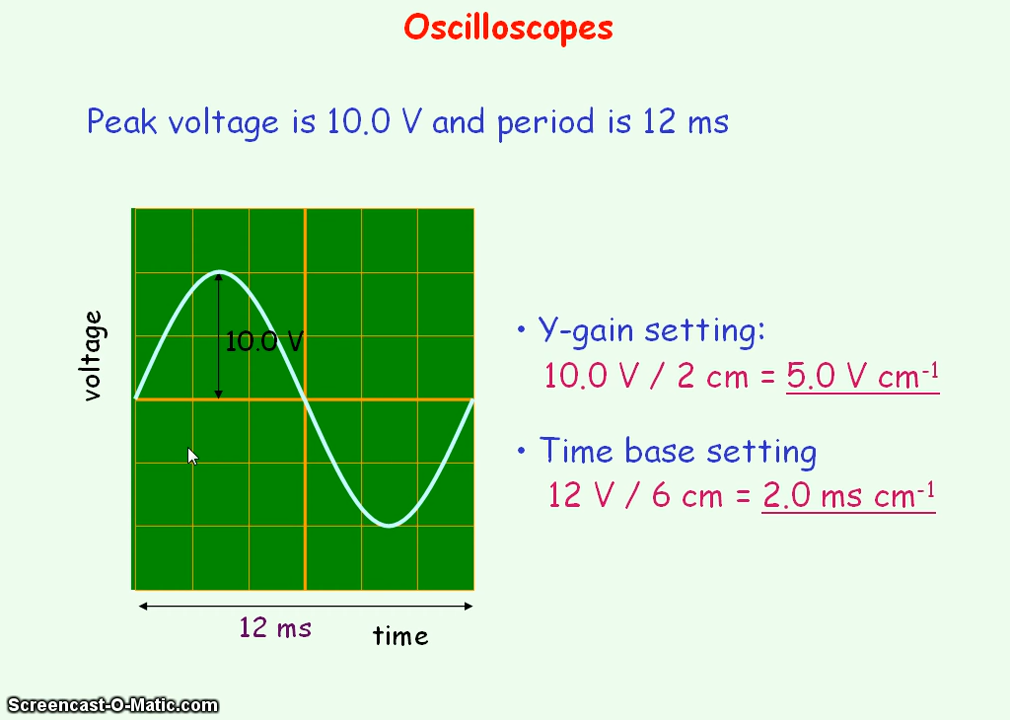 Oscilloscopes
Peak voltage is 10.0 V and period is 12 ms
voltage
10.0 V
12 ms
time
• Y-gain setting:
10.0 V / 2 cm = 5.0 V cm⁻¹
• Time base setting
12 V / 6 cm = 2.0 ms cm⁻¹
Screencast-O-Matic.com